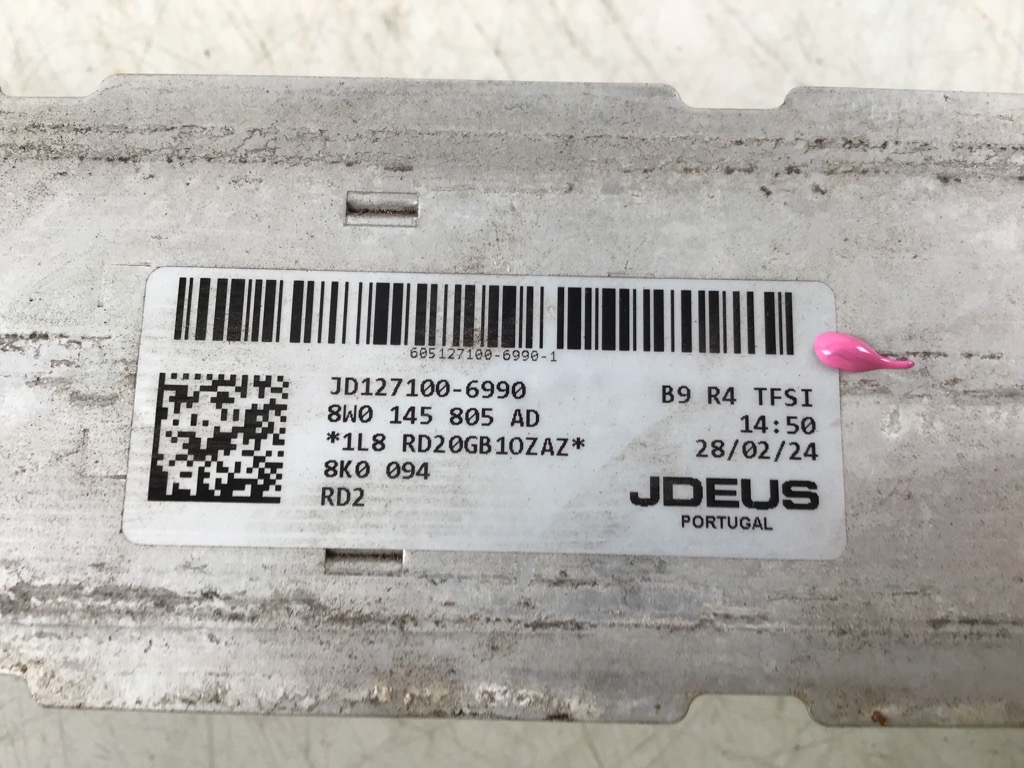 605127100-6990-1
JD127100-6990
8W0 145 805 AD
*1L8 RD20GB1OZAZ*
8K0 094
RD2
B9 R4 TFSI
14:50
28/02/24
JDEUS
PORTUGAL